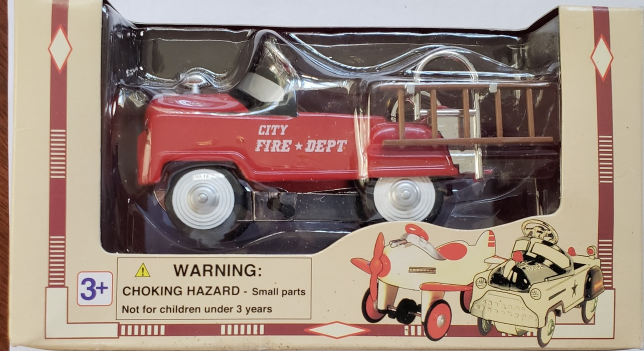 CITY
FIRE ★ DEPT
3+
WARNING:
CHOKING HAZARD - Small parts
Not for children under 3 years